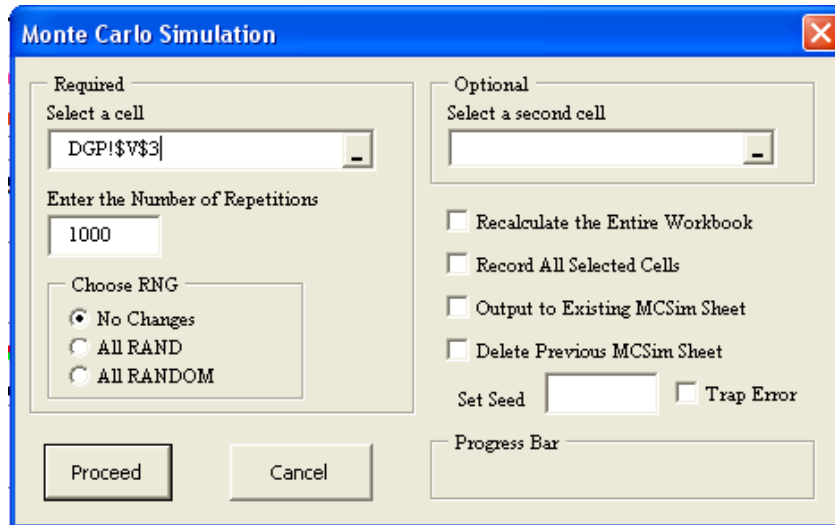 Monte Carlo Simulation
Required
Select a cell
DGP!$V$3
Enter the Number of Repetitions
1000
Choose RNG
No Changes
All RAND
All RANDOM
Optional
Select a second cell
Recalculate the Entire Workbook
Record All Selected Cells
Output to Existing MCSim Sheet
Delete Previous MCSim Sheet
Set Seed
Trap Error
Progress Bar
Proceed
Cancel